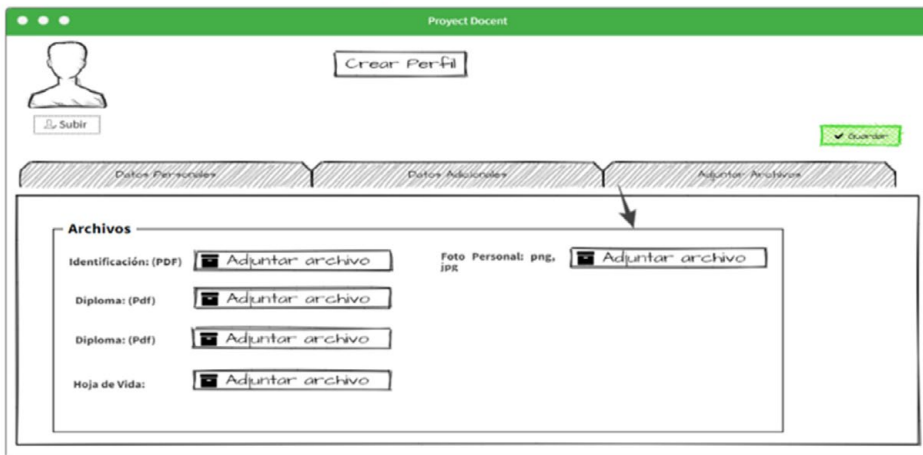 Proyect Docent
Crear Perfil
Subir
Guardar
Datos Personales
Datos Adicionales
Adjuntar Archivos
Archivos
Identificación: (PDF)
Adjuntar archivo
Foto Personal: png,
jpg
Adjuntar archivo
Diploma: (Pdf)
Adjuntar archivo
Diploma: (Pdf)
Adjuntar archivo
Hoja de Vida:
Adjuntar archivo